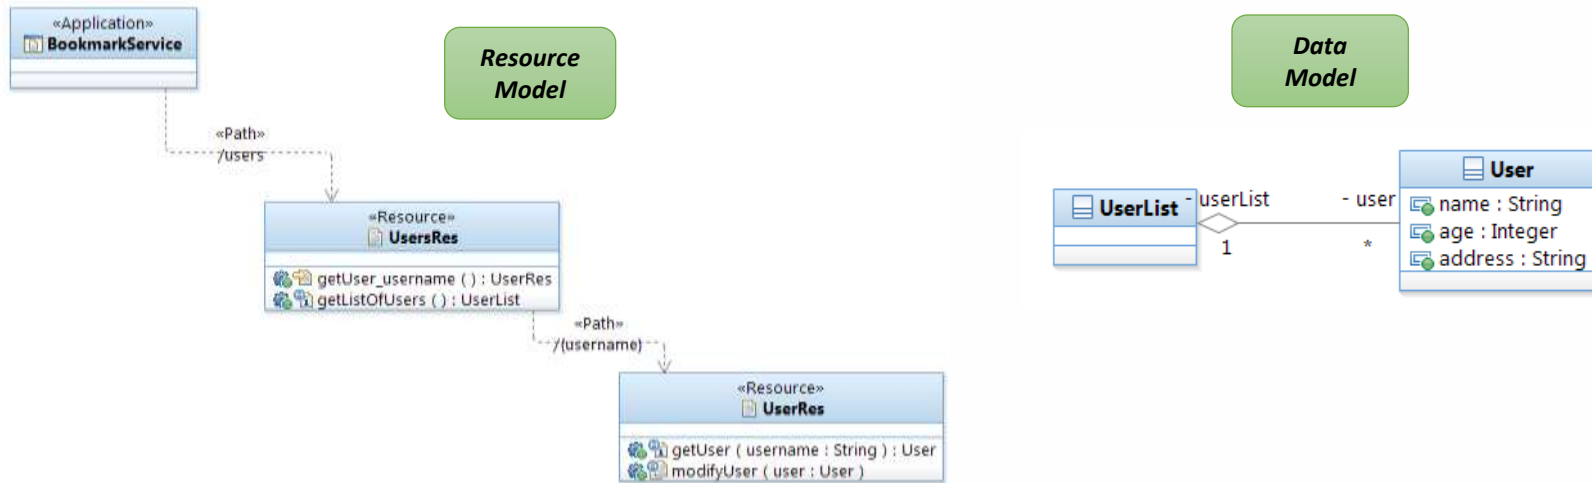 «Application»
BookmarkService
Resource
Model
«Path»
/users
«Resource»
UsersRes
getUser_username ( ) : UserRes
getListOfUsers ( ) : UserList
«Path»
/{username}
«Resource»
UserRes
getUser ( username : String ) : User
modifyUser ( user : User )
Data
Model
UserList
- userList
1
- user
*
User
name : String
age : Integer
address : String